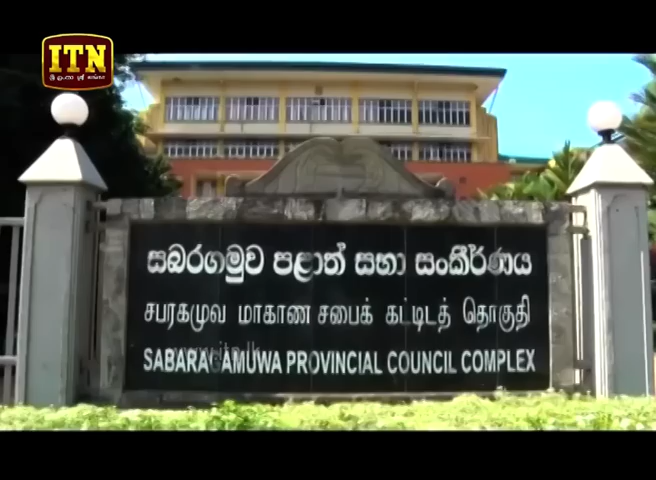 ITN
සබරගමුව පළාත් සභා සංකීර්ණය
சபரகமுவ மாகாண சபைக் கட்டிடத் தொகுதி
SABARAGAMUWA PROVINCIAL COUNCIL COMPLEX